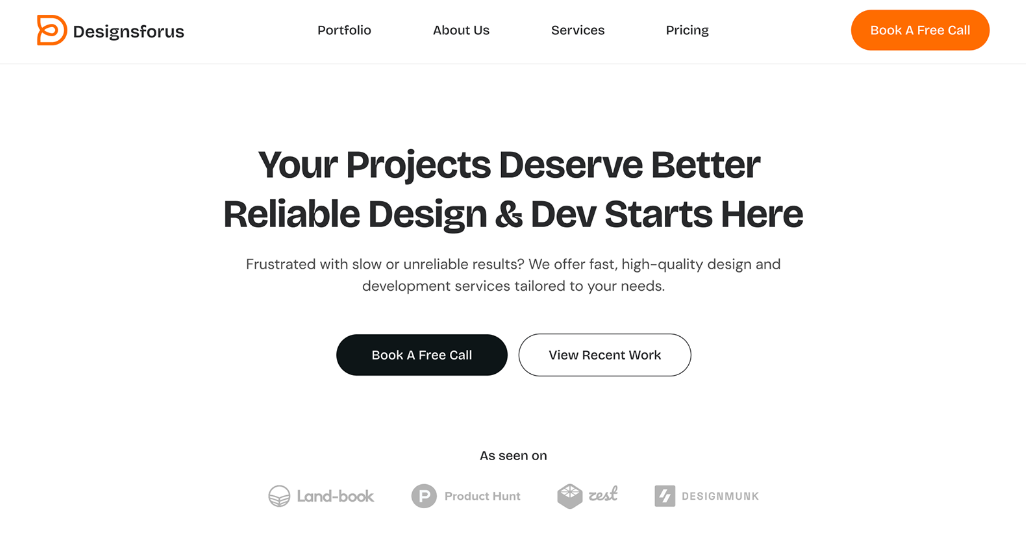 Designsforus
Portfolio
About Us
Services
Pricing
Book A Free Call
Your Projects Deserve Better
Reliable Design & Dev Starts Here
Frustrated with slow or unreliable results? We offer fast, high-quality design and
development services tailored to your needs.
Book A Free Call
View Recent Work
As seen on
Land-book
P Product Hunt
zest
DESIGNMUNK